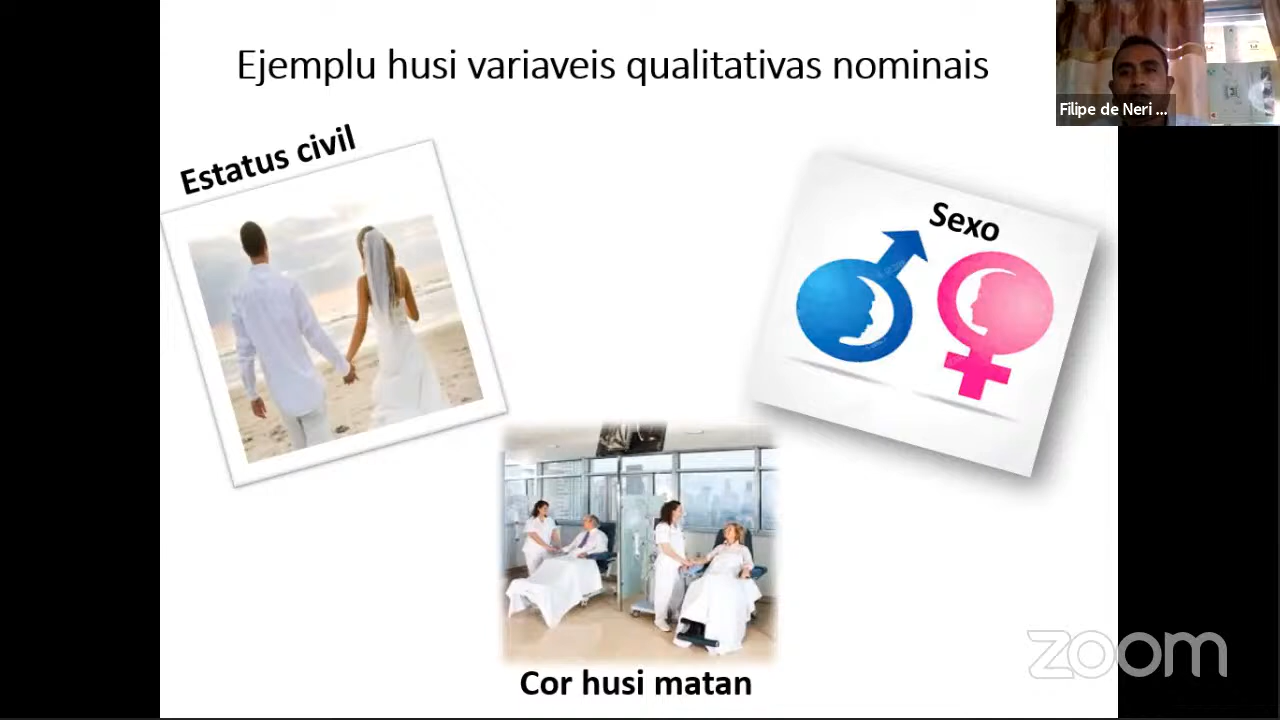 Ejemplu husi variaveis qualitativas nominais
Filipe de Neri ...
Estatus civil
Sexo
Cor husi matan
zoom